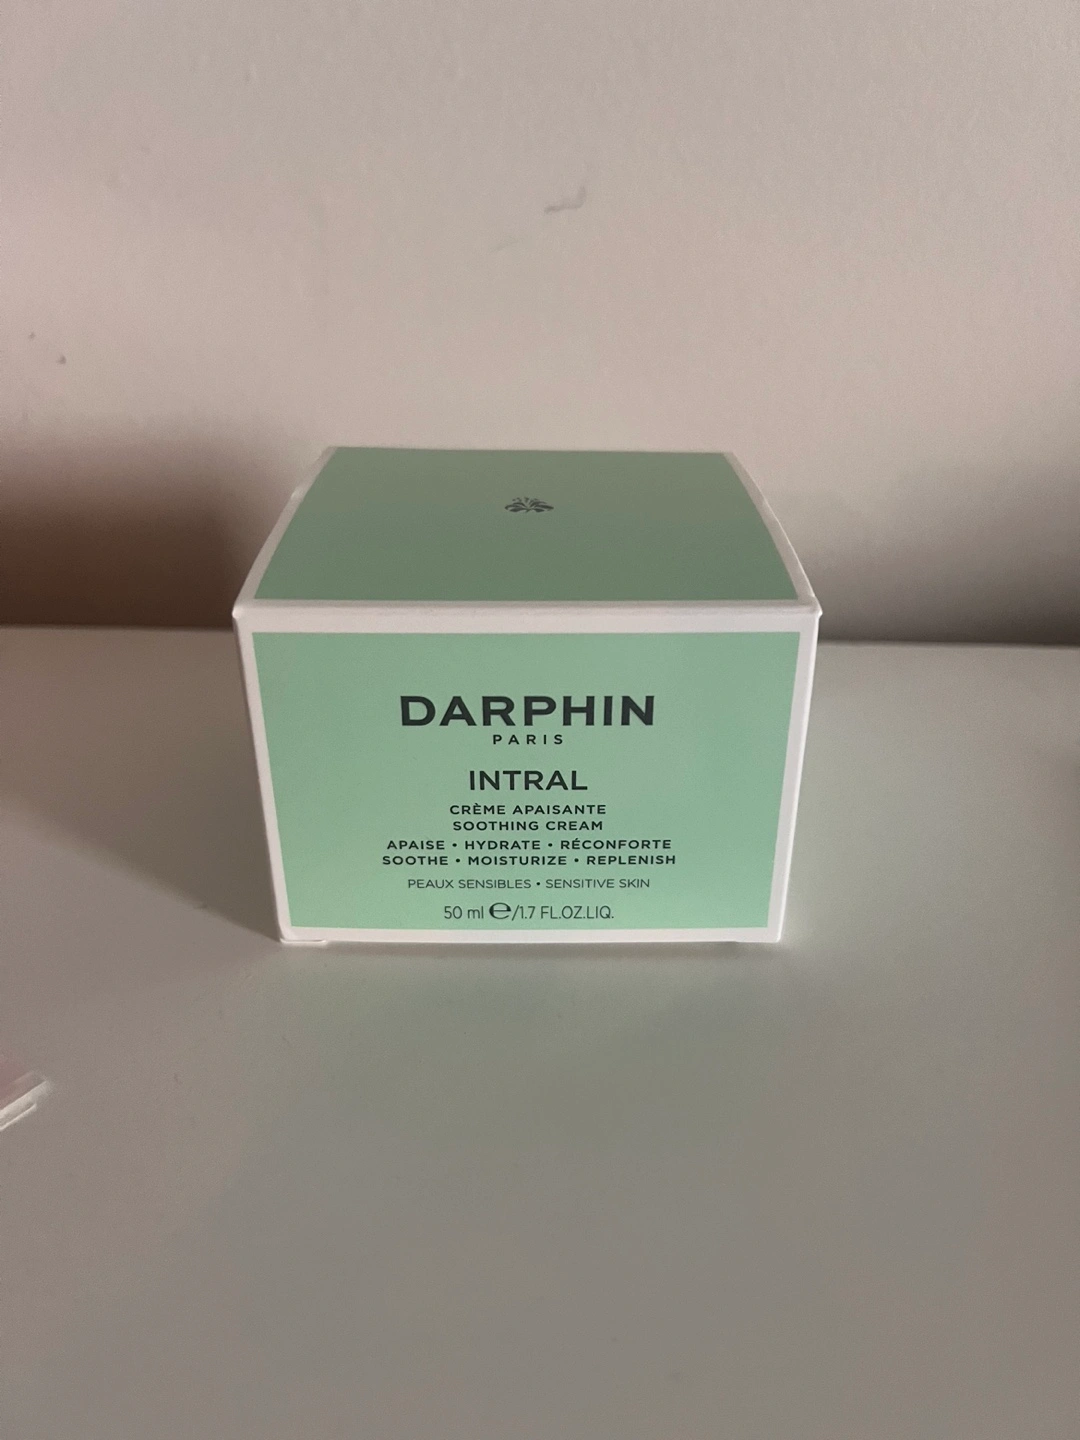 DARPHIN
PARIS
INTRAL
CRÈME APAISANTE
SOOTHING CREAM
APAISE • HYDRATE • RÉCONFORTE
SOOTHE • MOISTURIZE • REPLENISH
PEAUX SENSIBLES • SENSITIVE SKIN
50 ml ℮/1.7 FL.OZ.LIQ.